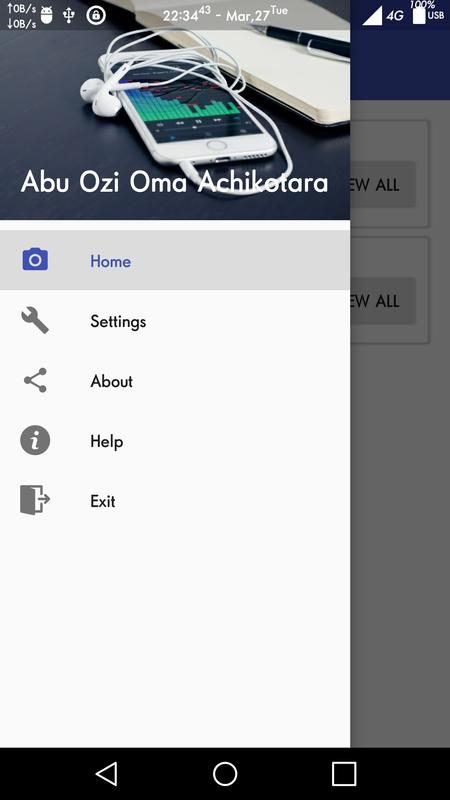 ↑0B/s
↓0B/s
22:34 43 - Mar,27 Tue
4G
100%
USB
Abu Ozi Oma Achikotara
EW ALL
EW ALL
Home
Settings
About
Help
Exit